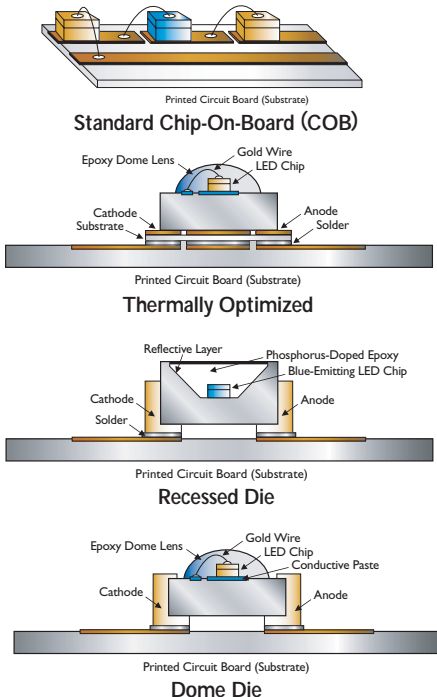 Printed Circuit Board (Substrate)
Standard Chip-On-Board (COB)
Gold Wire
Epoxy Dome Lens
LED Chip
Cathode
Anode
Substrate
Solder
Printed Circuit Board (Substrate)
Thermally Optimized
Reflective Layer
Phosphorus-Doped Epoxy
Blue-Emitting LED Chip
Cathode
Anode
Solder
Printed Circuit Board (Substrate)
Recessed Die
Gold Wire
Epoxy Dome Lens
LED Chip
Conductive Paste
Cathode
Anode
Printed Circuit Board (Substrate)
Dome Die